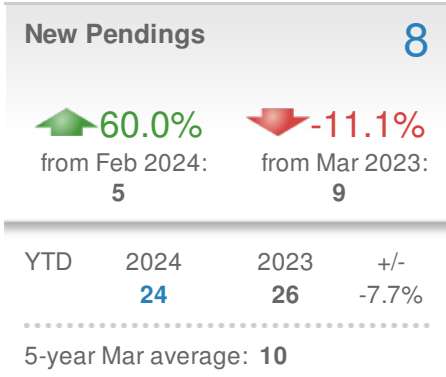 New Pendings 8
60.0% -11.1%
from Feb 2024: from Mar 2023:
5 9
YTD 2024 2023 +/-
24 26 -7.7%
5-year Mar average: 10